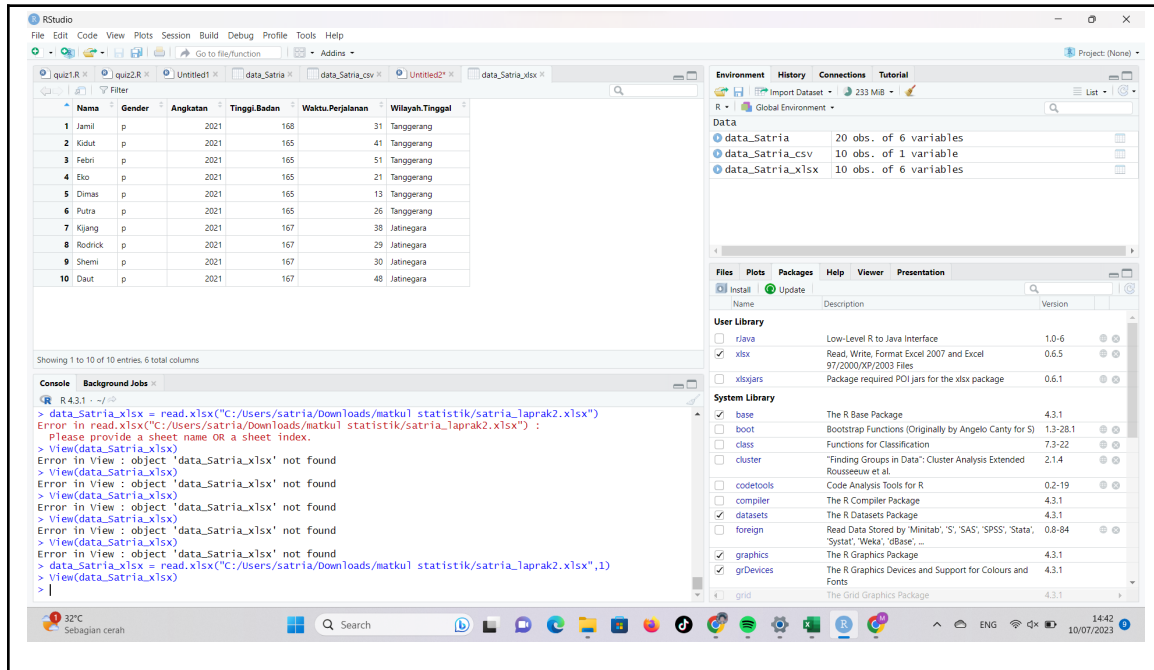 RStudio
File Edit Code View Plots Session Build Debug Profile Tools Help
Go to file/function Addins Project: (None)
quiz1.R quiz2.R Untitled1 data_Satria data_Satria_csv Untitled2* data_Satria_xlsx
Filter
Nama Gender Angkatan Tinggi.Badan Waktu.Perjalanan Wilayah.Tinggal
1 Jamil p 2021 168 31 Tanggerang
2 Kidut p 2021 165 41 Tanggerang
3 Febri p 2021 165 51 Tanggerang
4 Eko p 2021 165 21 Tanggerang
5 Dimas p 2021 165 13 Tanggerang
6 Putra p 2021 165 26 Tanggerang
7 Kijang p 2021 167 38 Jatinegara
8 Rodrick p 2021 167 29 Jatinegara
9 Shemi p 2021 167 30 Jatinegara
10 Daut p 2021 167 48 Jatinegara
Showing 1 to 10 of 10 entries, 6 total columns
Console Background Jobs
R 4.3.1 · ~/
> data_Satria_xlsx = read.xlsx("C:/Users/satria/Downloads/matkul statistik/satria_laprak2.xlsx")
Error in read.xlsx("C:/Users/satria/Downloads/matkul statistik/satria_laprak2.xlsx") :
Please provide a sheet name OR a sheet index.
> View(data_Satria_xlsx)
Error in View : object 'data_Satria_xlsx' not found
> View(data_Satria_xlsx)
Error in View : object 'data_Satria_xlsx' not found
> View(data_Satria_xlsx)
Error in View : object 'data_Satria_xlsx' not found
> View(data_Satria_xlsx)
Error in View : object 'data_Satria_xlsx' not found
> View(data_Satria_xlsx)
Error in View : object 'data_Satria_xlsx' not found
> data_Satria_xlsx = read.xlsx("C:/Users/satria/Downloads/matkul statistik/satria_laprak2.xlsx",1)
> View(data_Satria_xlsx)
>
Environment History Connections Tutorial
Import Dataset 233 MiB List
R Global Environment
Data
data_Satria 20 obs. of 6 variables
data_Satria_csv 10 obs. of 1 variable
data_Satria_xlsx 10 obs. of 6 variables
Files Plots Packages Help Viewer Presentation
Install Update
Name Description Version
User Library
rJava Low-Level R to Java Interface 1.0-6
xlsx Read, Write, Format Excel 2007 and Excel 0.6.5
97/2000/XP/2003 Files
xlsxjars Package required POI jars for the xlsx package 0.6.1
System Library
base The R Base Package 4.3.1
boot Bootstrap Functions (Originally by Angelo Canty for S) 1.3-28.1
class Functions for Classification 7.3-22
cluster "Finding Groups in Data": Cluster Analysis Extended 2.1.4
Rousseeuw et al.
codetools Code Analysis Tools for R 0.2-19
compiler The R Compiler Package 4.3.1
datasets The R Datasets Package 4.3.1
foreign Read Data Stored by 'Minitab', 'S', 'SAS', 'SPSS', 'Stata', 0.8-84
'Systat', 'Weka', 'dBase', ...
graphics The R Graphics Package 4.3.1
grDevices The R Graphics Devices and Support for Colours and 4.3.1
Fonts
grid The Grid Graphics Package 4.3.1
1 32°C
Sebagian cerah
Search
ENG
14:42
10/07/2023 9